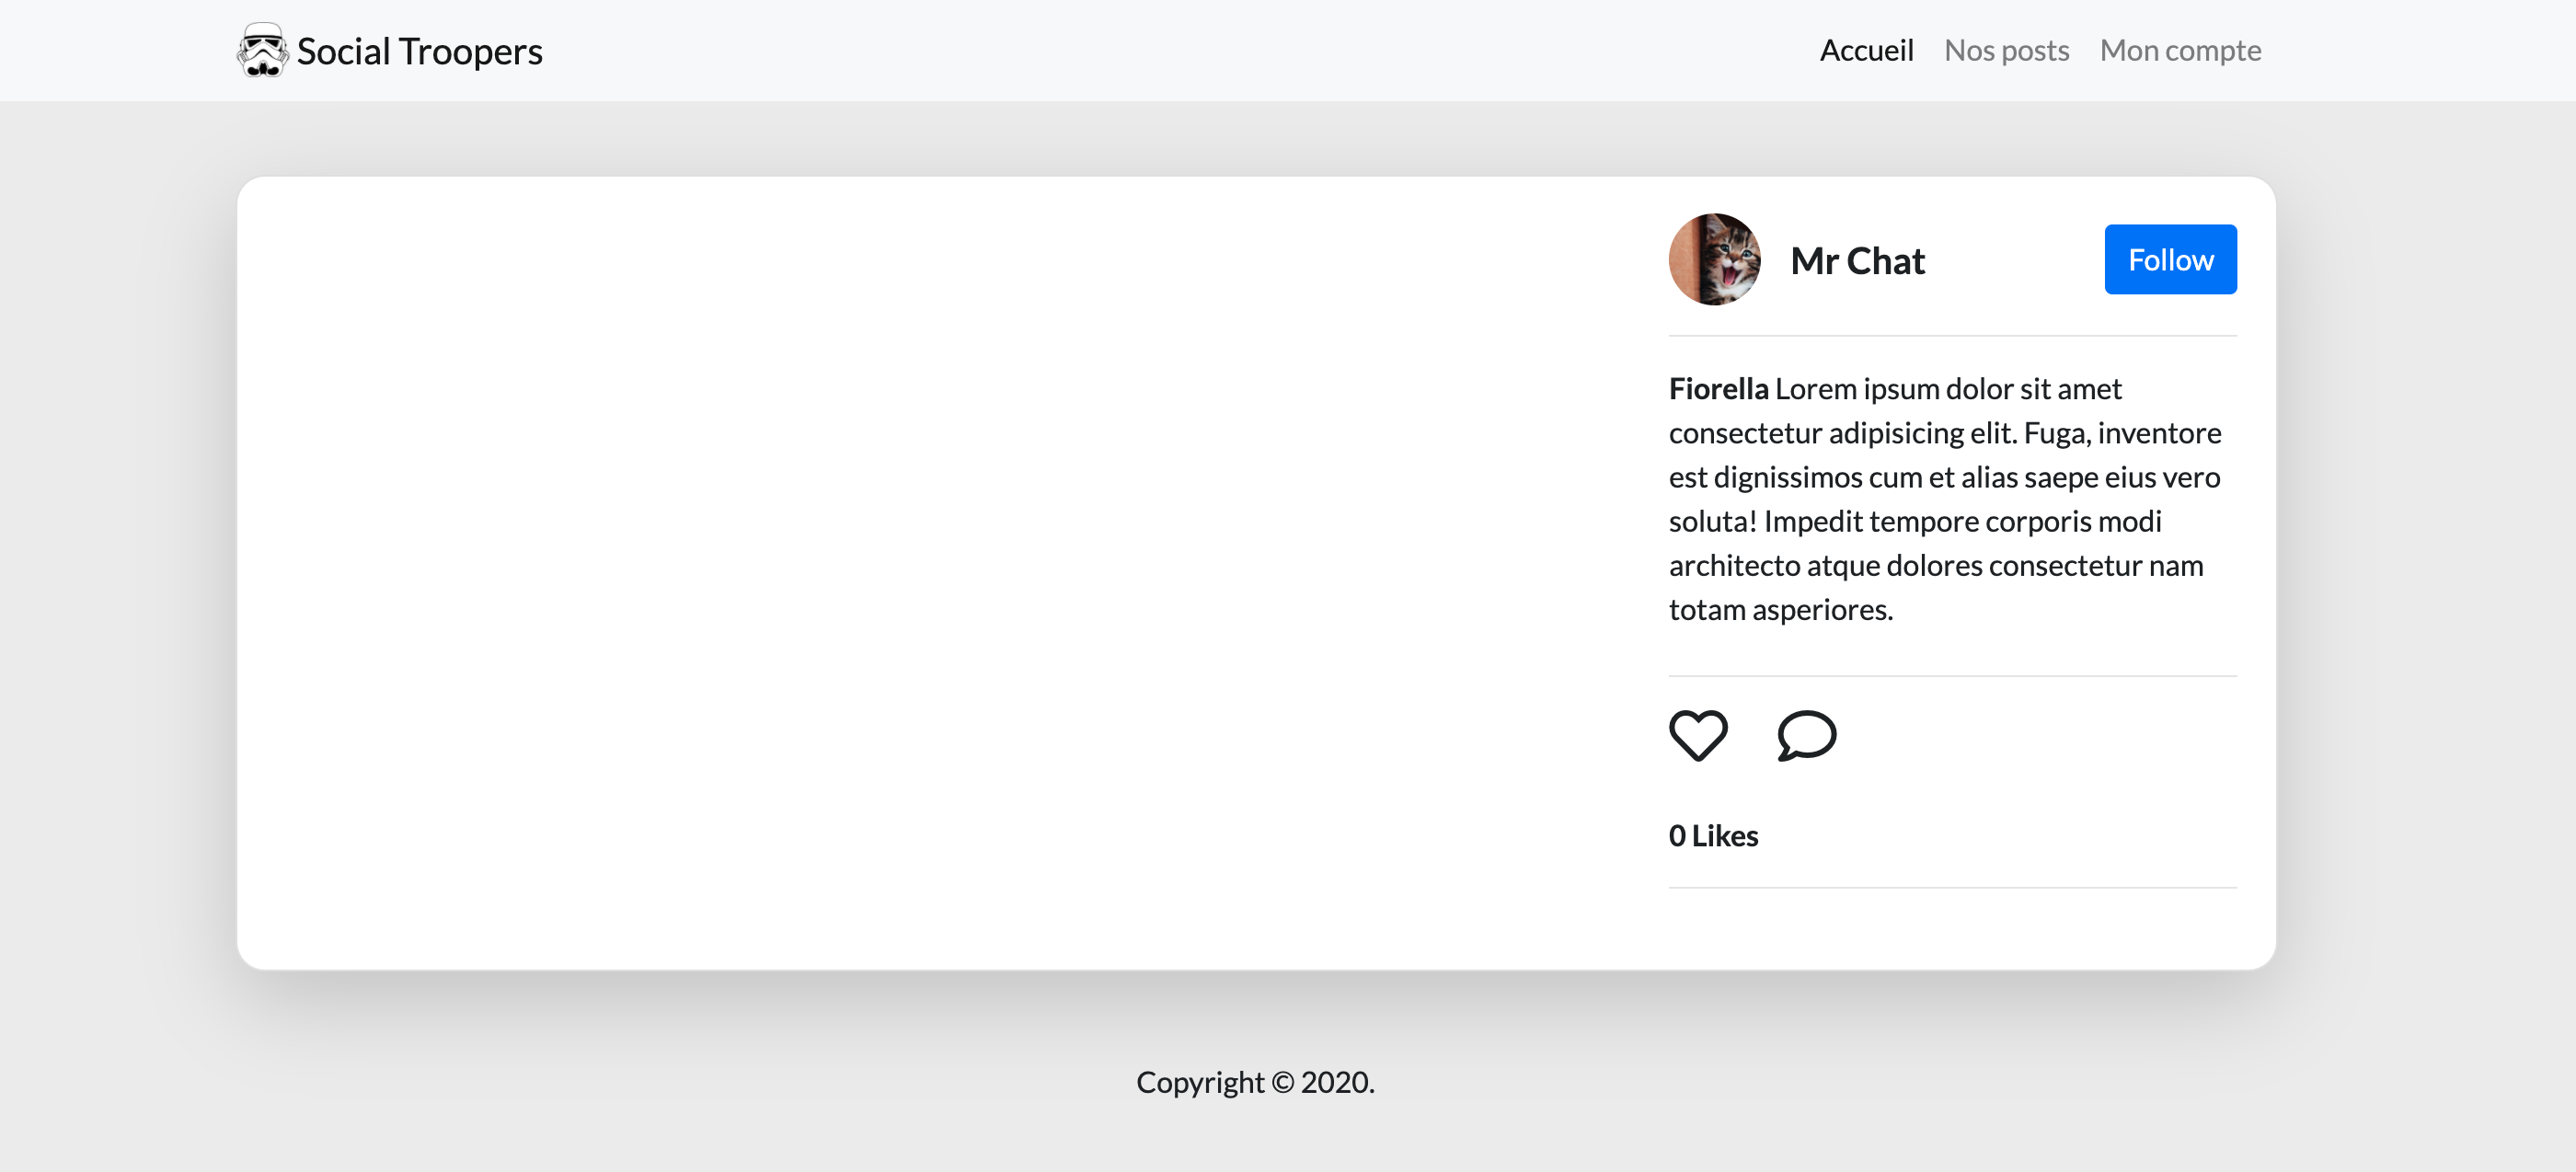 Social Troopers
Accueil Nos posts Mon compte
Mr Chat
Follow
Fiorella Lorem ipsum dolor sit amet
consectetur adipisicing elit. Fuga, inventore
est dignissimos cum et alias saepe eius vero
soluta! Impedit tempore corporis modi
architecto atque dolores consectetur nam
totam asperiores.
0 Likes
Copyright © 2020.